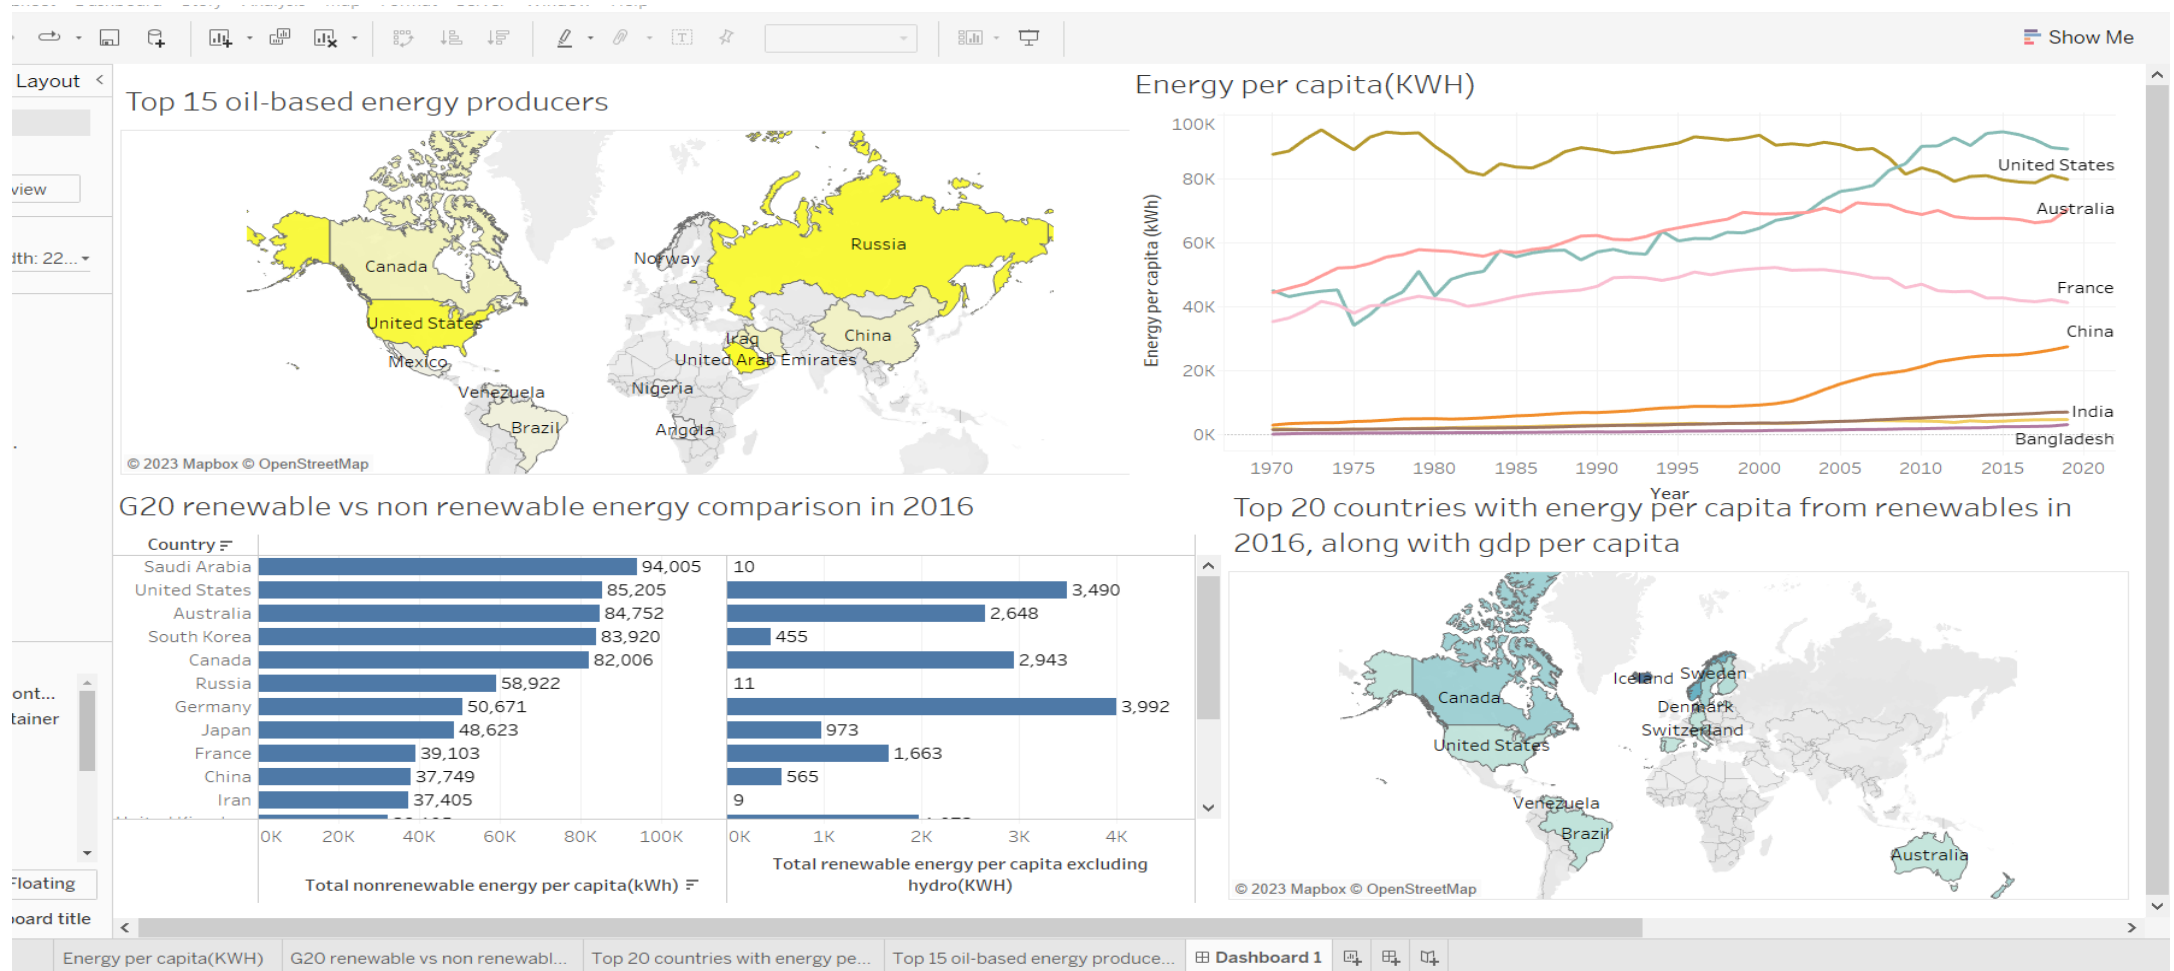 Show Me
Layout
view
dth: 22...
ont...
tainer
Floating
board title
Top 15 oil-based energy producers
Canada
United States
Mexico
Venezuela
Brazil
Norway
Russia
Iraq
China
United Arab Emirates
Nigeria
Angola
© 2023 Mapbox © OpenStreetMap
Energy per capita(KWH)
Energy per capita (kWh)
100K
80K
60K
40K
20K
0K
United States
Australia
France
China
India
Bangladesh
1970 1975 1980 1985 1990 1995 2000 2005 2010 2015 2020
Year
G20 renewable vs non renewable energy comparison in 2016
Country
Saudi Arabia 94,005 10
United States 85,205 3,490
Australia 84,752 2,648
South Korea 83,920 455
Canada 82,006 2,943
Russia 58,922 11
Germany 50,671 3,992
Japan 48,623 973
France 39,103 1,663
China 37,749 565
Iran 37,405 9
0K 20K 40K 60K 80K 100K 0K 1K 2K 3K 4K
Total nonrenewable energy per capita(kWh)
Total renewable energy per capita excluding
hydro(KWH)
Top 20 countries with energy per capita from renewables in
2016, along with gdp per capita
Iceland
Sweden
Canada
Denmark
Switzerland
United States
Venezuela
Brazil
Australia
© 2023 Mapbox © OpenStreetMap
Energy per capita(KWH) G20 renewable vs non renewabl... Top 20 countries with energy pe... Top 15 oil-based energy produce... Dashboard 1